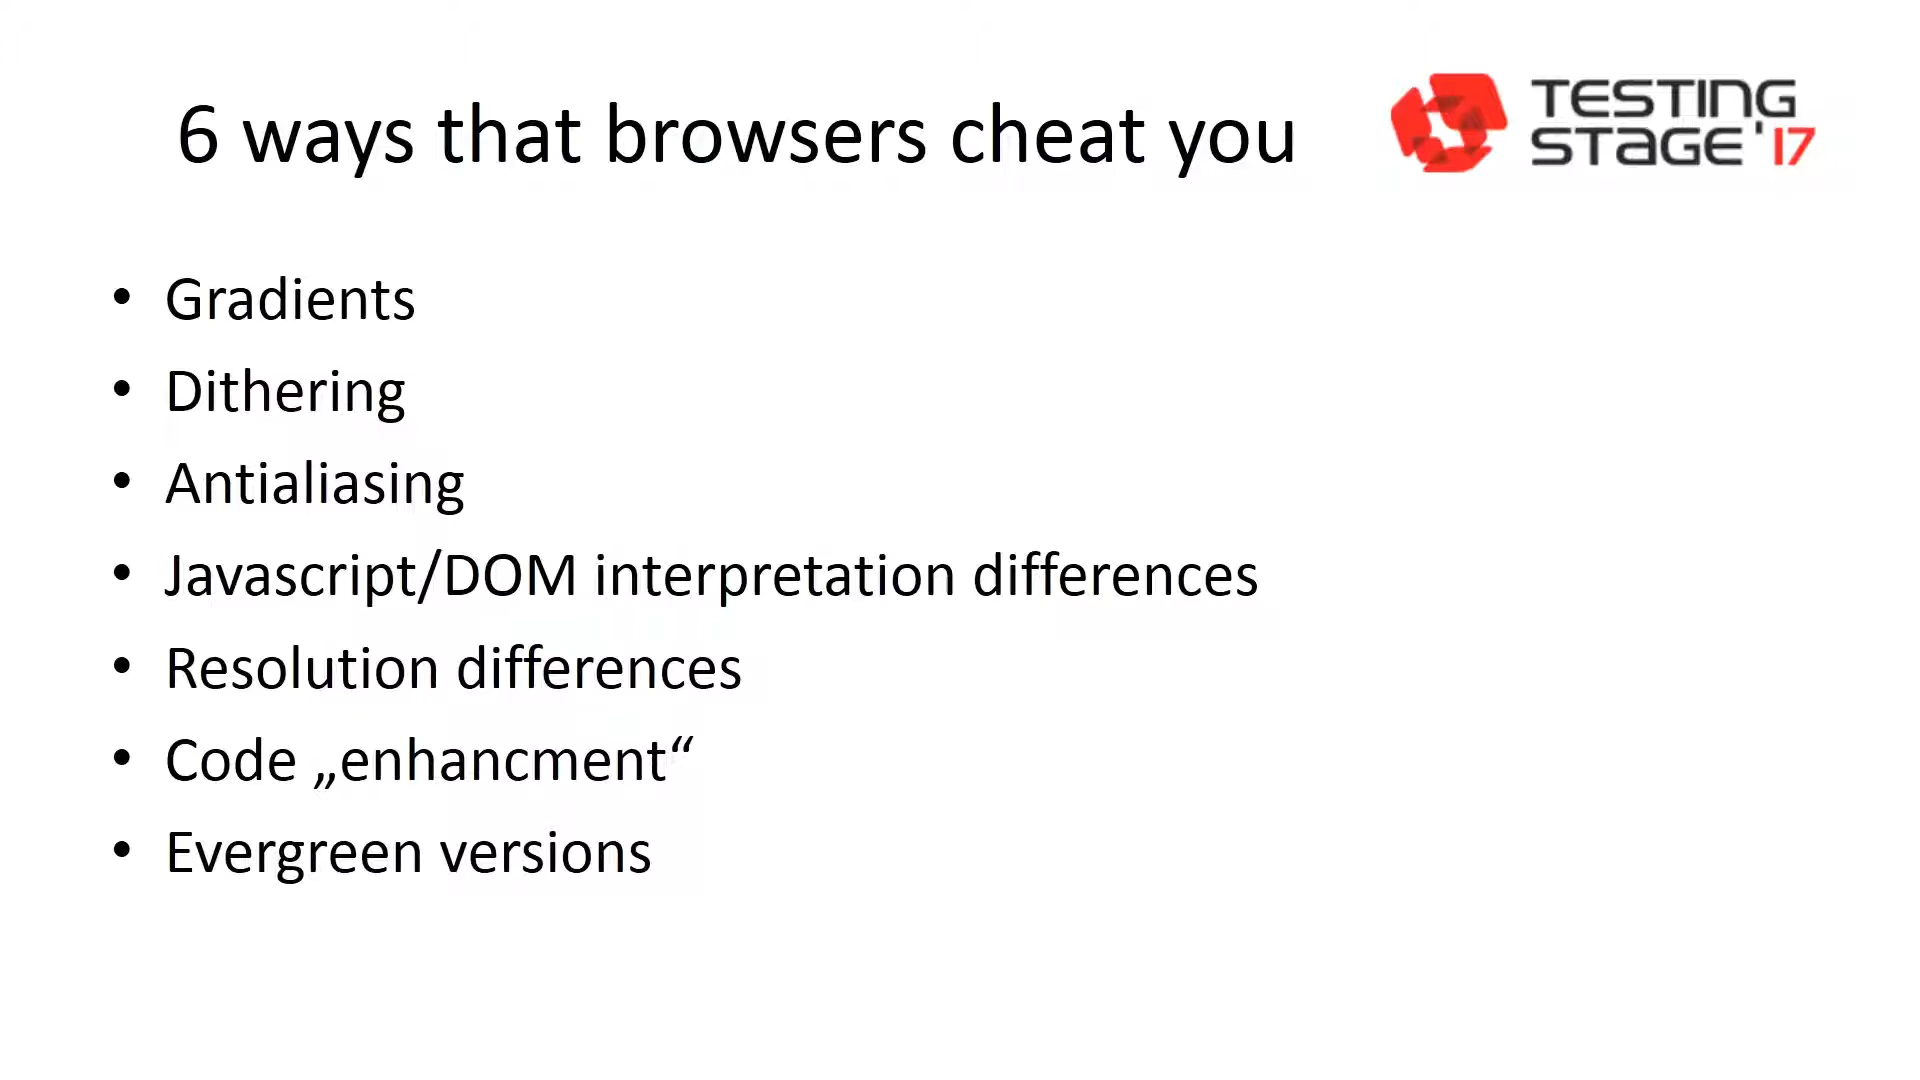 6 ways that browsers cheat you
TESTING
STAGE'17
• Gradients
• Dithering
• Antialiasing
• Javascript/DOM interpretation differences
• Resolution differences
• Code „enhancment“
• Evergreen versions